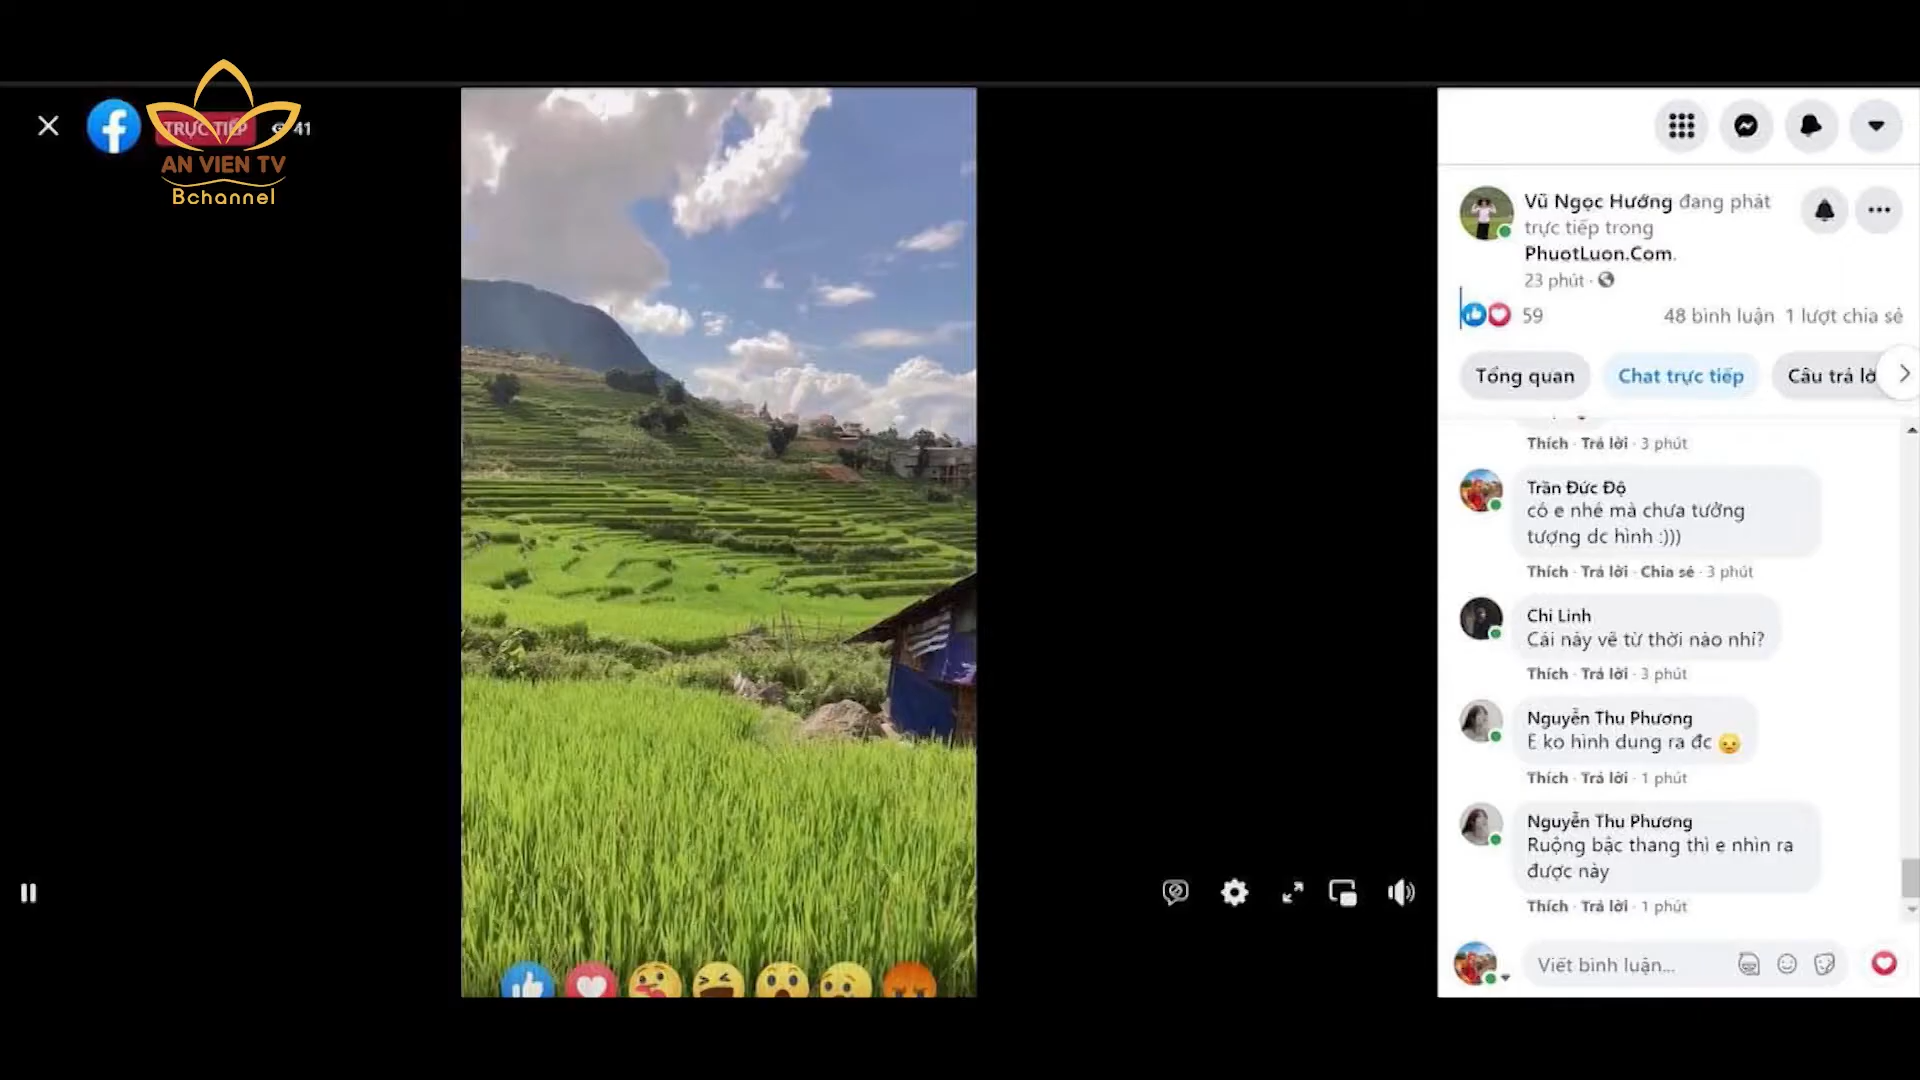 TRỰC TIẾP 41
AN VIEN TV
Bchannel
Vũ Ngọc Hướng đang phát
trực tiếp trong
PhuotLuon.Com.
23 phút ·
59 48 bình luận 1 lượt chia sẻ
Tổng quan Chat trực tiếp Câu trả lờ
Thích · Trả lời · 3 phút
Trần Đức Độ
có e nhé mà chưa tưởng
tượng dc hình :)))
Thích · Trả lời · Chia sẻ · 3 phút
Chi Linh
Cái này vẽ từ thời nào nhỉ?
Thích · Trả lời · 3 phút
Nguyễn Thu Phương
E ko hình dung ra đc
Thích · Trả lời · 1 phút
Nguyễn Thu Phương
Ruộng bậc thang thì e nhìn ra
được này
Thích · Trả lời · 1 phút
Viết bình luận...